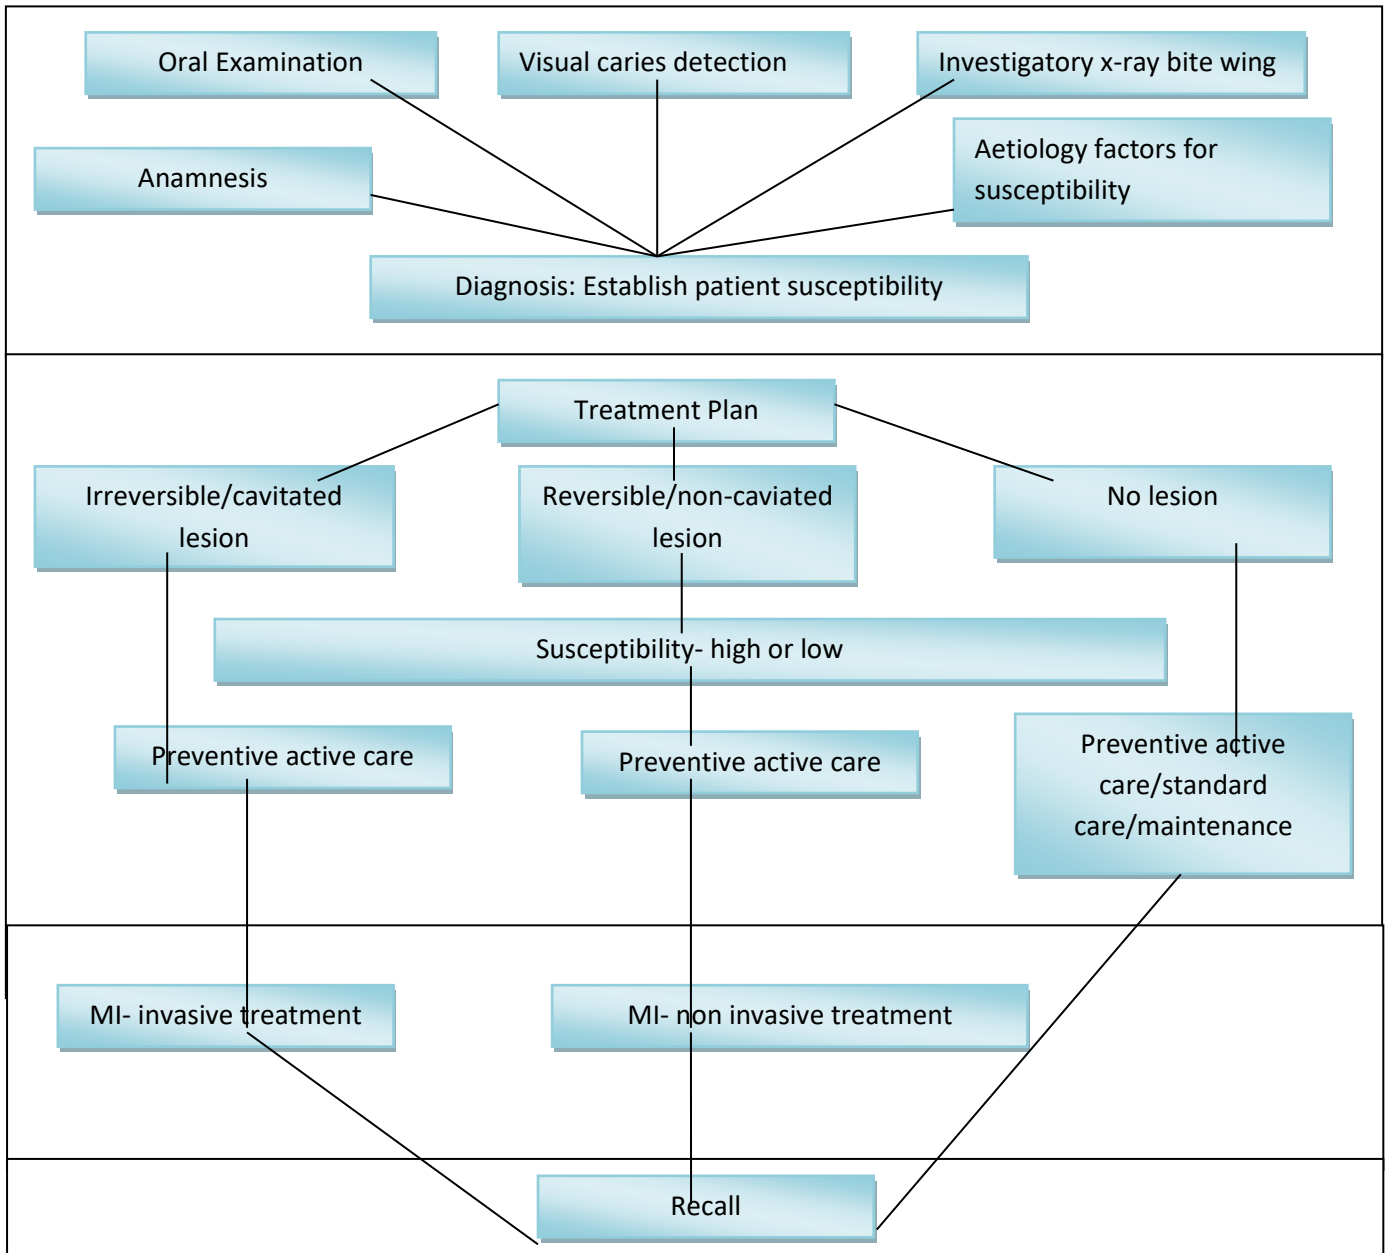 Oral Examination
Visual caries detection
Investigatory x-ray bite wing
Anamnesis
Aetiology factors for
susceptibility
Diagnosis: Establish patient susceptibility
Treatment Plan
Irreversible/cavitated
lesion
Reversible/non-caviated
lesion
No lesion
Susceptibility- high or low
Preventive active care
Preventive active care
Preventive active
care/standard
care/maintenance
MI- invasive treatment
MI- non invasive treatment
Recall